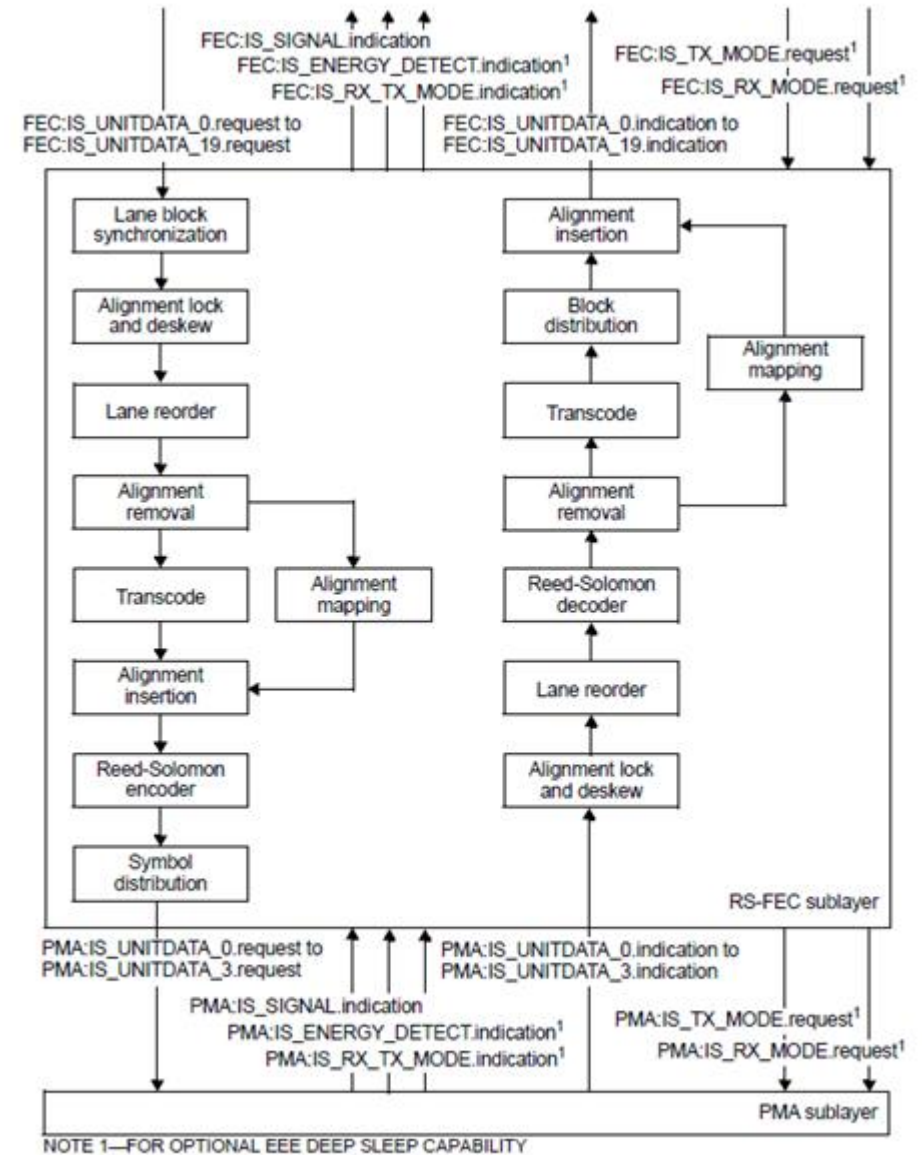 FEC:IS_SIGNAL.indication
FEC:IS_ENERGY_DETECT.indication1
FEC:IS_RX_TX_MODE.indication1
FEC:IS_TX_MODE.request1
FEC:IS_RX_MODE.request1
FEC:IS_UNITDATA_0.request to
FEC:IS_UNITDATA_19.request
FEC:IS_UNITDATA_0.indication to
FEC:IS_UNITDATA_19.indication
Lane block
synchronization
Alignment lock
and deskew
Lane reorder
Alignment
removal
Transcode
Alignment
mapping
Alignment
insertion
Reed-Solomon
encoder
Symbol
distribution
Alignment
insertion
Block
distribution
Alignment
mapping
Transcode
Alignment
removal
Reed-Solomon
decoder
Lane reorder
Alignment lock
and deskew
RS-FEC sublayer
PMA:IS_UNITDATA_0.request to
PMA:IS_UNITDATA_3.request
PMA:IS_UNITDATA_0.indication to
PMA:IS_UNITDATA_3.indication
PMA:IS_SIGNAL.indication
PMA:IS_ENERGY_DETECT.indication1
PMA:IS_RX_TX_MODE.indication1
PMA:IS_TX_MODE.request1
PMA:IS_RX_MODE.request1
PMA sublayer
NOTE 1—FOR OPTIONAL EEE DEEP SLEEP CAPABILITY